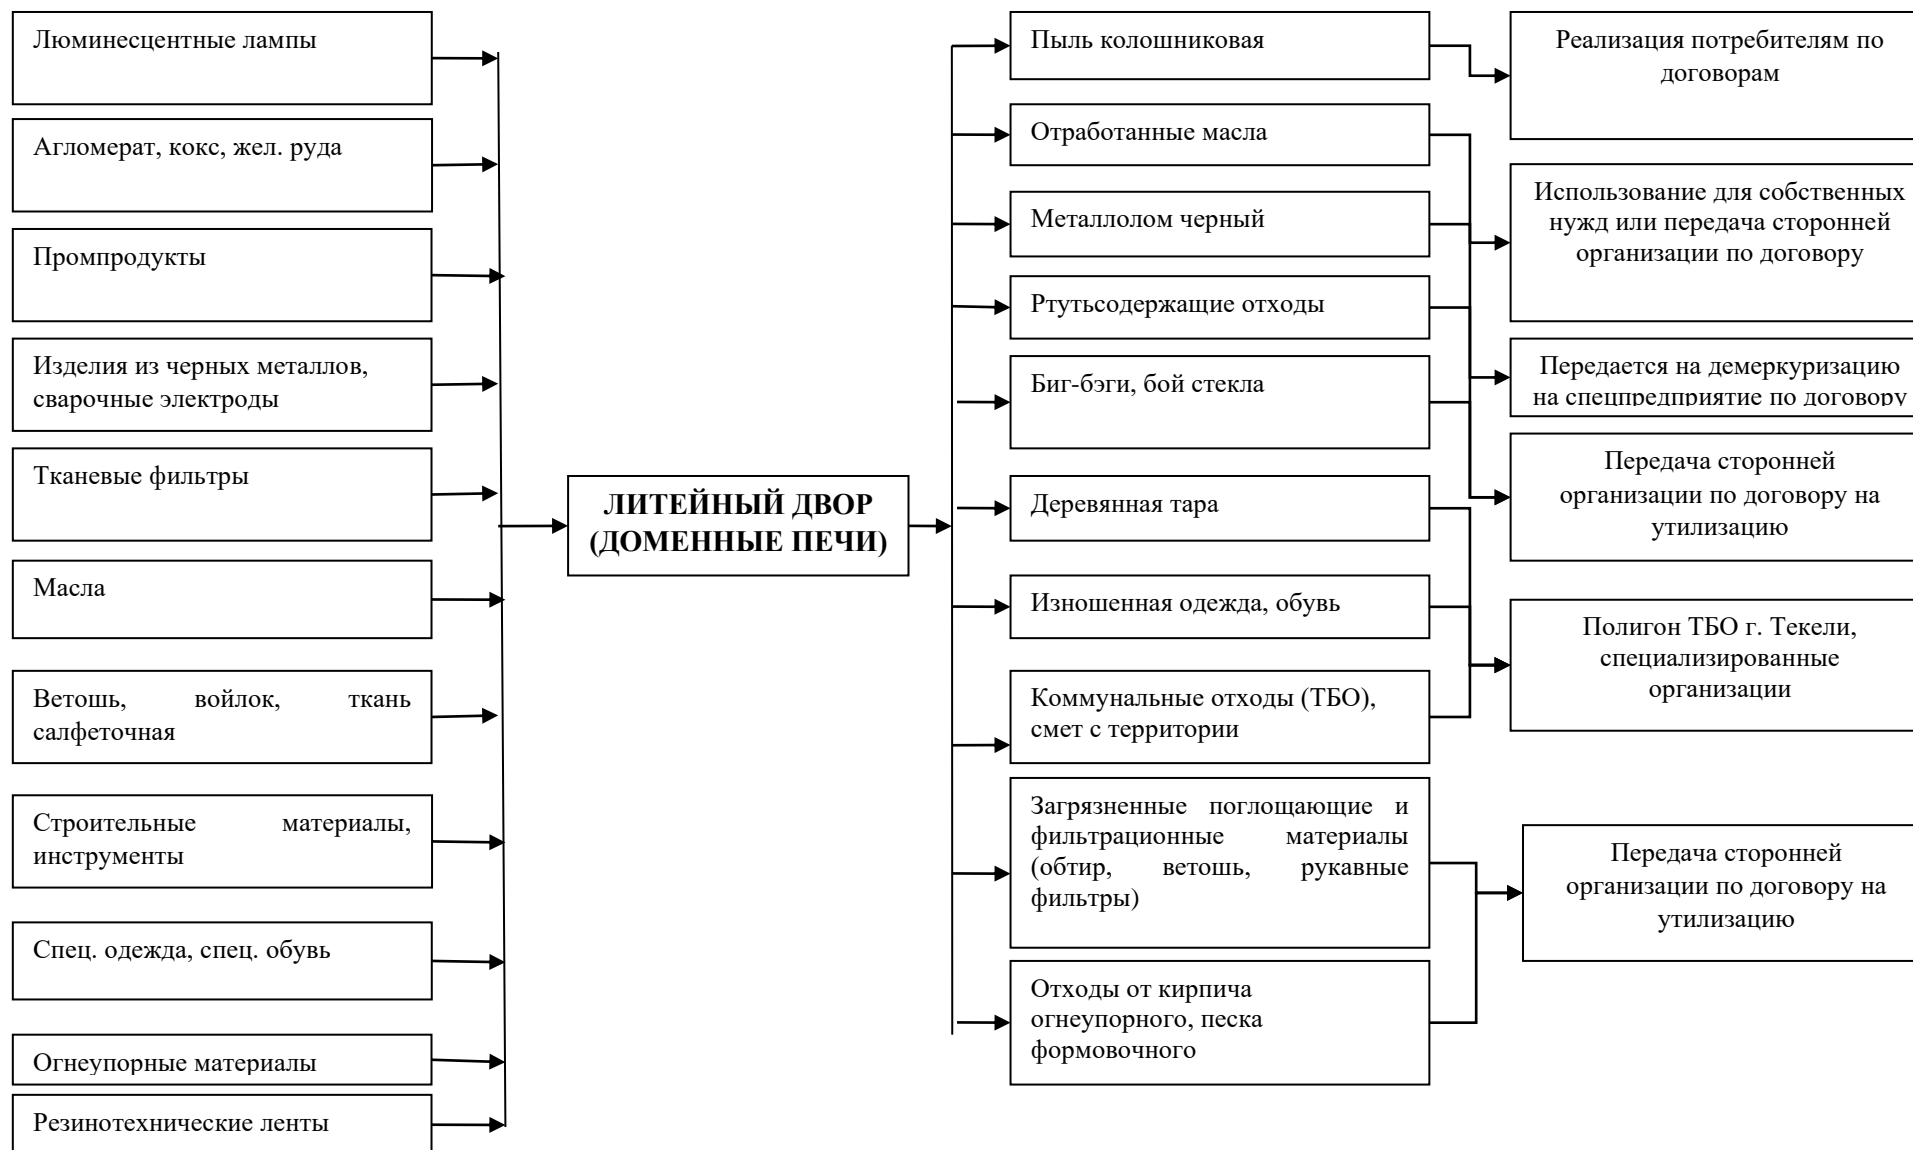 Люминесцентные лампы
Агломерат, кокс, жел. руда
Промпродукты
Изделия из черных металлов,
сварочные электроды
Тканевые фильтры
Масла
Ветошь, войлок, ткань
салфеточная
Строительные материалы,
инструменты
Спец. одежда, спец. обувь
Огнеупорные материалы
Резинотехнические ленты
ЛИТЕЙНЫЙ ДВОР
(ДОМЕННЫЕ ПЕЧИ)
Пыль колошниковая
Отработанные масла
Металлолом черный
Ртутьсодержащие отходы
Биг-бэги, бой стекла
Деревянная тара
Изношенная одежда, обувь
Коммунальные отходы (ТБО),
смет с территории
Загрязненные поглощающие и
фильтрационные материалы
(обтир, ветошь, рукавные
фильтры)
Отходы от кирпича
огнеупорного, песка
формовочного
Реализация потребителям по
договорам
Использование для собственных
нужд или передача сторонней
организации по договору
Передается на демеркуризацию
на спецпредприятие по договору
Передача сторонней
организации по договору на
утилизацию
Полигон ТБО г. Текели,
специализированные
организации
Передача сторонней
организации по договору на
утилизацию